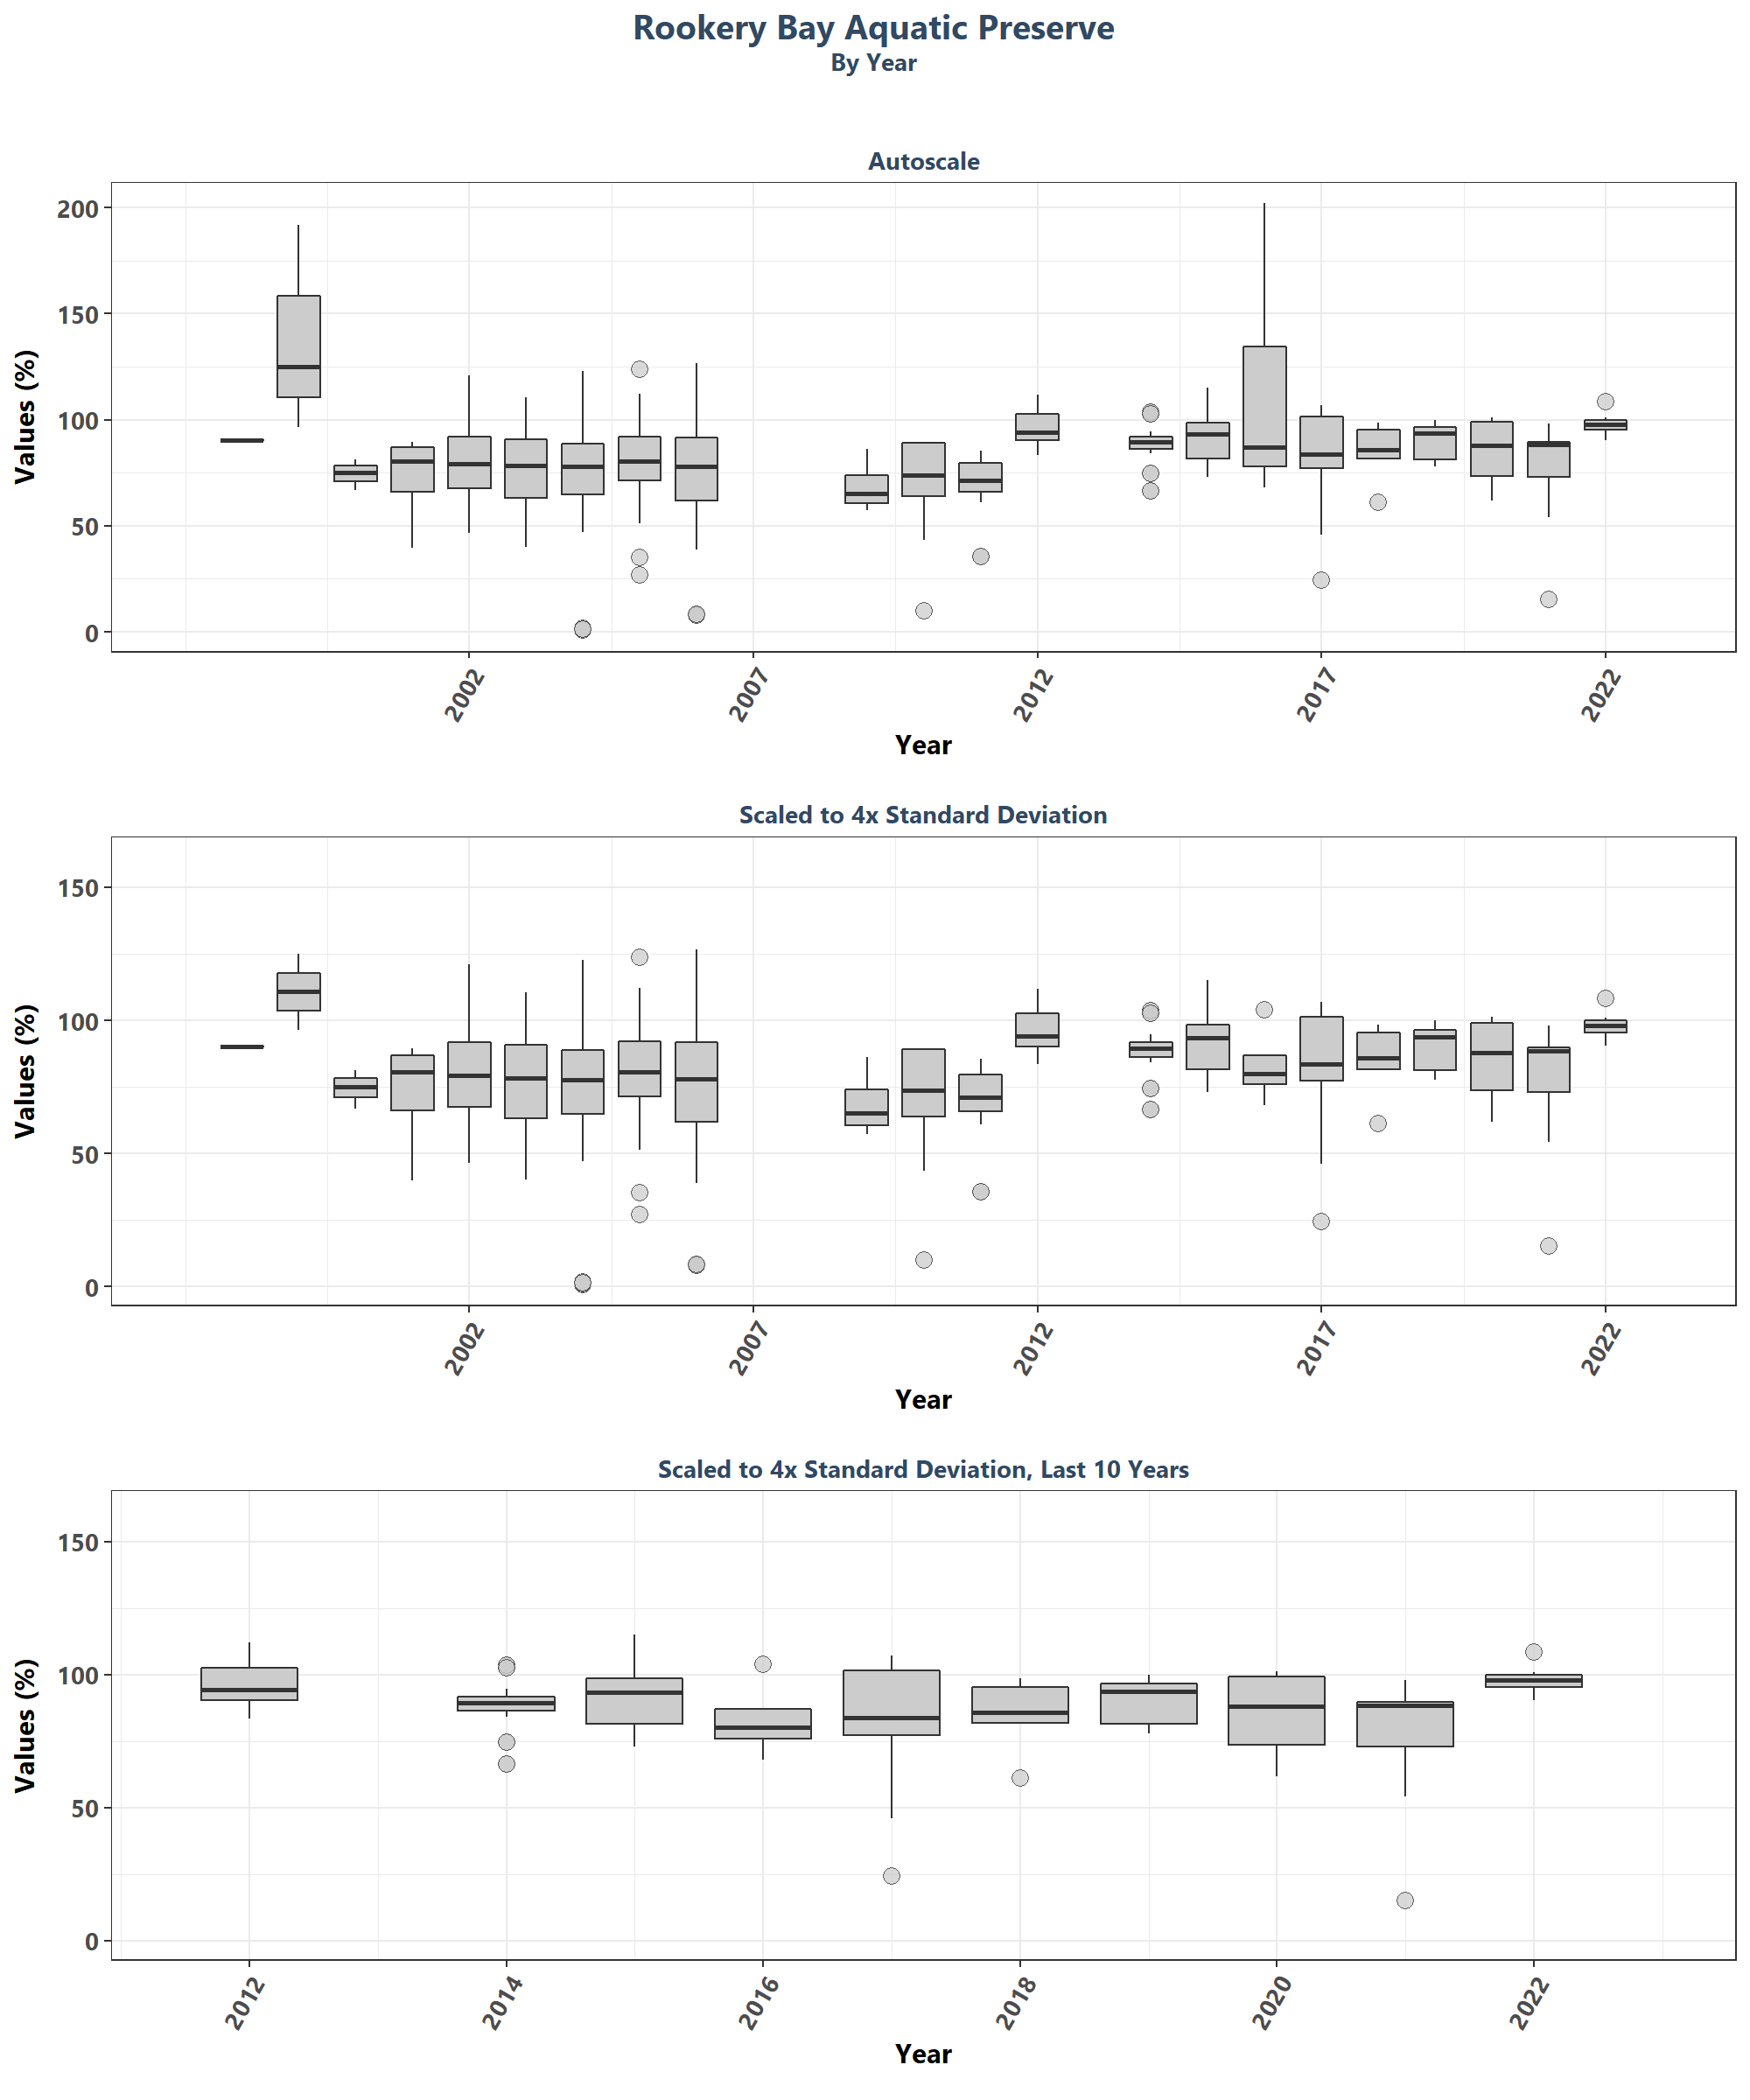 Rookery Bay Aquatic Preserve
By Year
Autoscale
Values (%)
200
150
100
50
0
2002
2007
2012
2017
2022
Year
Scaled to 4x Standard Deviation
Values (%)
150
100
50
0
2002
2007
2012
2017
2022
Year
Scaled to 4x Standard Deviation, Last 10 Years
Values (%)
150
100
50
0
2012
2014
2016
2018
2020
2022
Year